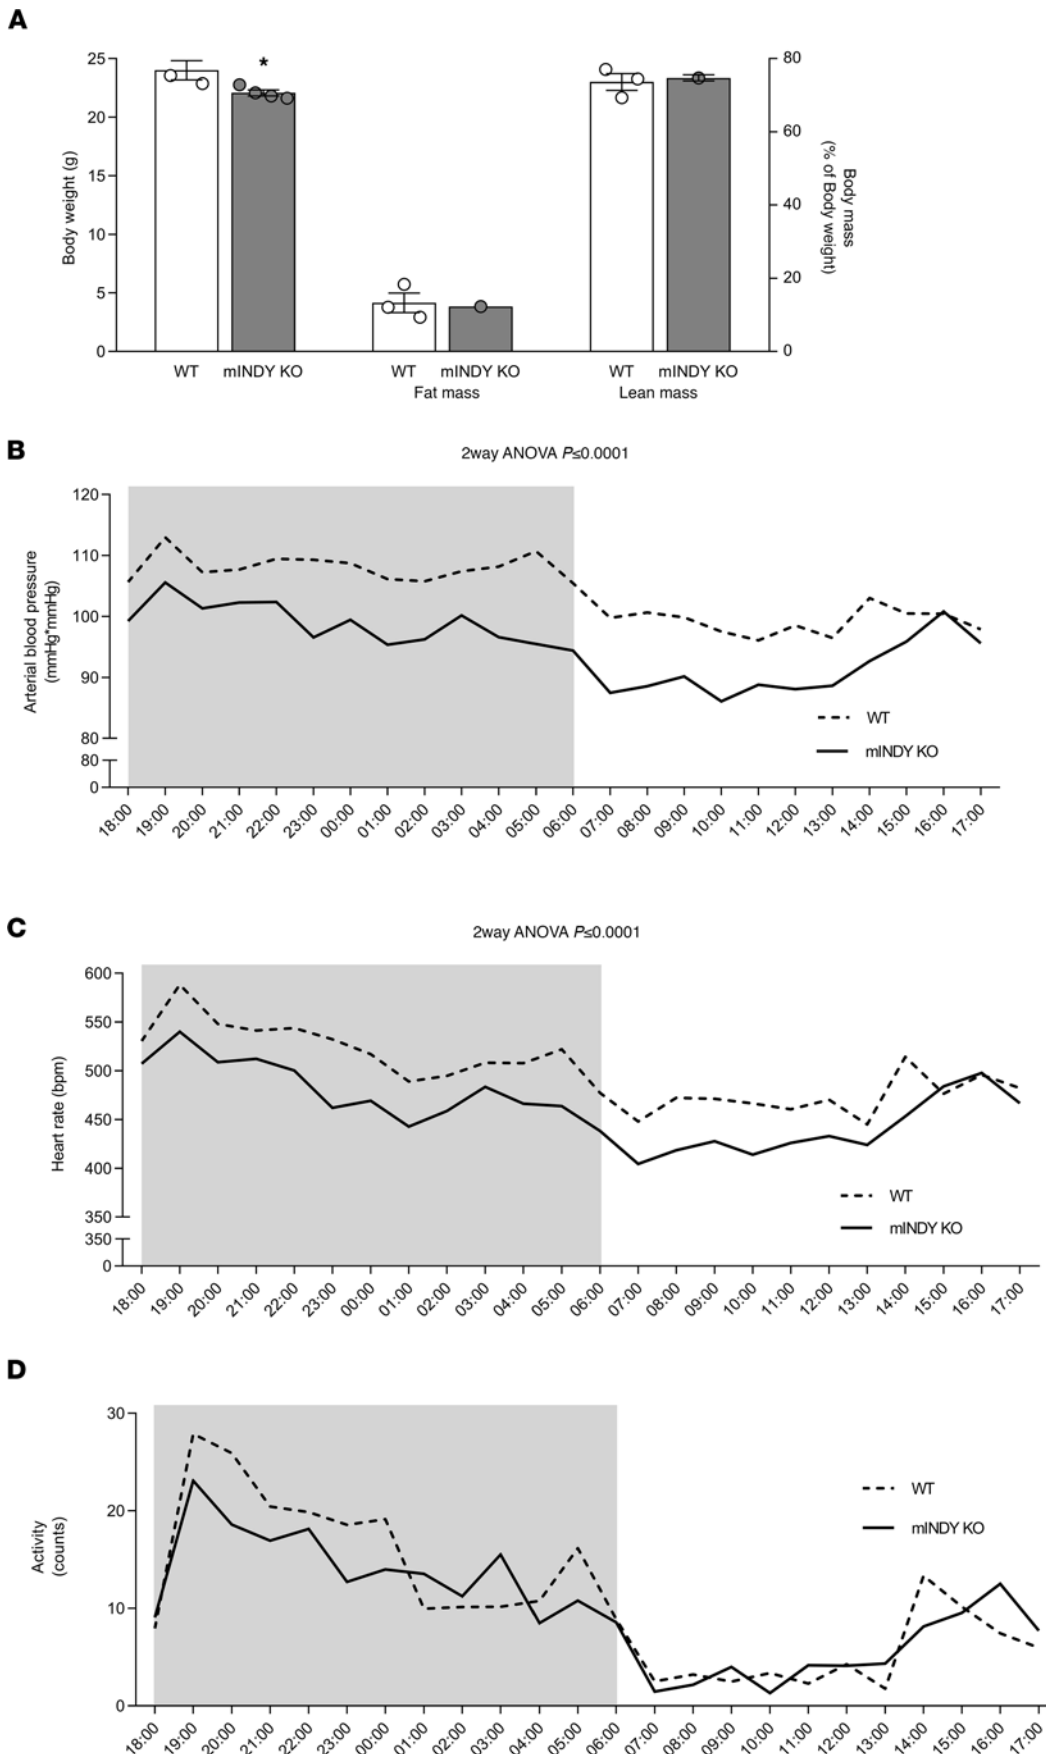 A
25
20
15
10
5
0
Body weight (g)
*
80
60
40
20
0
Body mass
(% of Body weight)
WT mINDY KO WT mINDY KO WT mINDY KO
Fat mass Lean mass
B
2way ANOVA P≤0.0001
120
110
100
90
80
80
0
Arterial blood pressure
(mmHg*mmHg)
WT
mINDY KO
18:00 19:00 20:00 21:00 22:00 23:00 00:00 01:00 02:00 03:00 04:00 05:00 06:00 07:00 08:00 09:00 10:00 11:00 12:00 13:00 14:00 15:00 16:00 17:00
C
2way ANOVA P≤0.0001
600
550
500
450
400
350
350
0
Heart rate (bpm)
WT
mINDY KO
18:00 19:00 20:00 21:00 22:00 23:00 00:00 01:00 02:00 03:00 04:00 05:00 06:00 07:00 08:00 09:00 10:00 11:00 12:00 13:00 14:00 15:00 16:00 17:00
D
30
20
10
0
Activity
(counts)
WT
mINDY KO
18:00 19:00 20:00 21:00 22:00 23:00 00:00 01:00 02:00 03:00 04:00 05:00 06:00 07:00 08:00 09:00 10:00 11:00 12:00 13:00 14:00 15:00 16:00 17:00